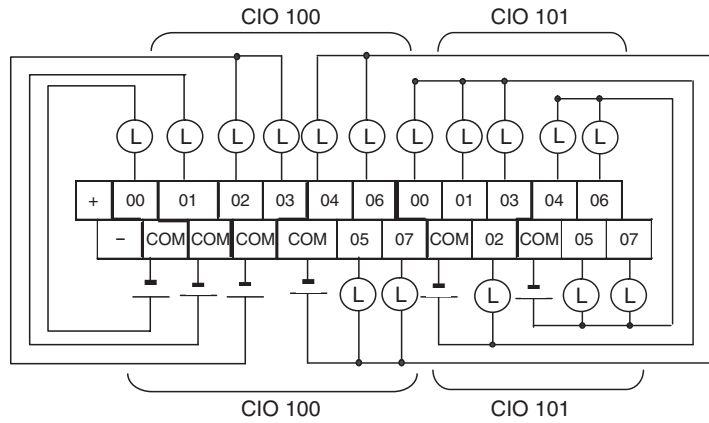 CIO 100 CIO 101
L L L L L L L L L L L
+ 00 01 02 03 04 06 00 01 03 04 06
– COM COM COM COM 05 07 COM 02 COM 05 07
L L L L L
CIO 100 CIO 101